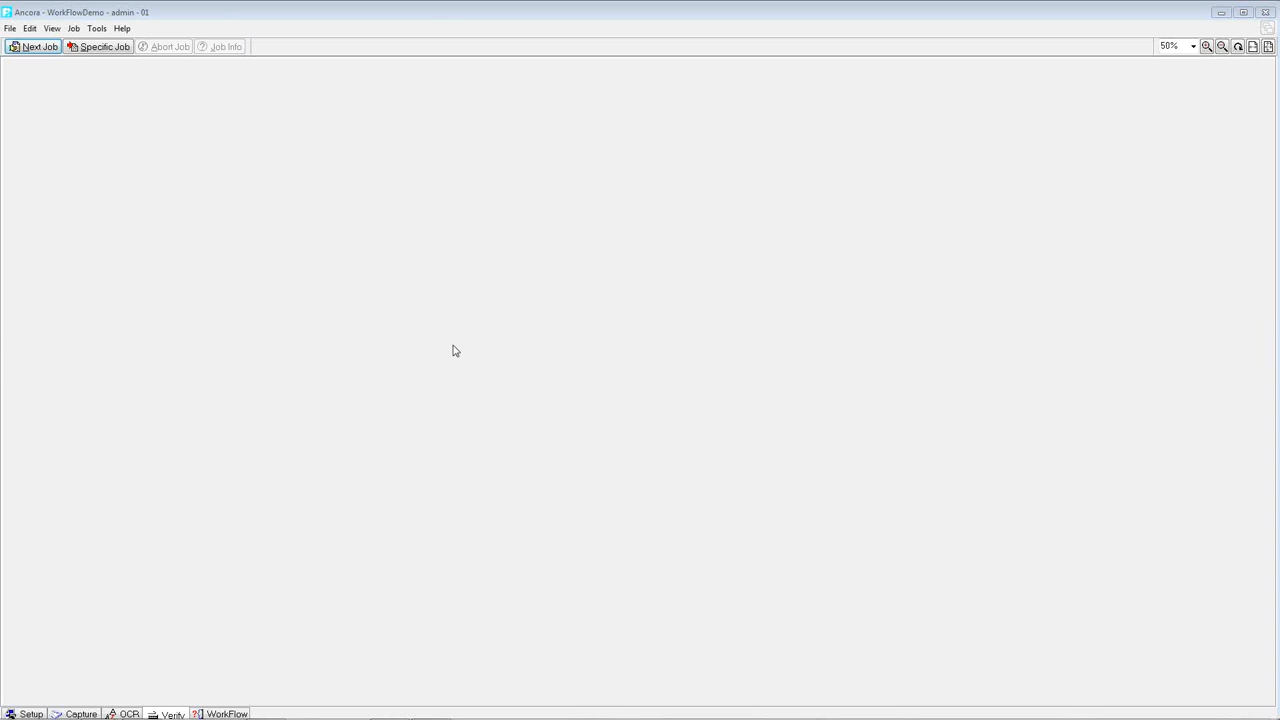 Ancora - WorkFlowDemo - admin - 01
File Edit View Job Tools Help
Next Job Specific Job Abort Job Job Info 50%
Setup Capture OCR Verify WorkFlow